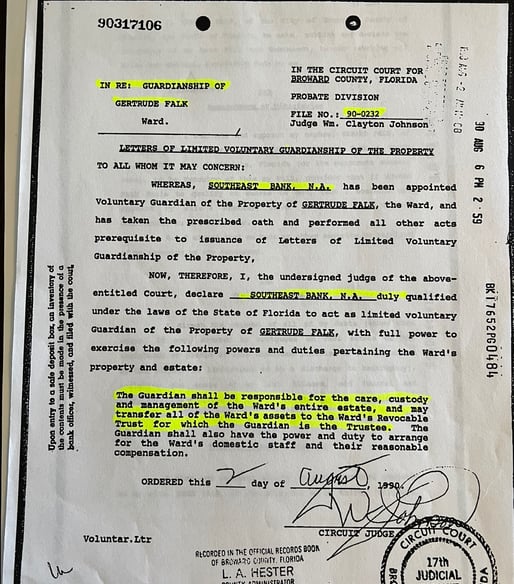 90317106
IN THE CIRCUIT COURT FOR
BROWARD COUNTY, FLORIDA
IN RE: GUARDIANSHIP OF
GERTRUDE FALK
Ward.
PROBATE DIVISION
FILE NO.: 90-0232
Judge Wm. Clayton Johnson
LETTERS OF LIMITED VOLUNTARY GUARDIANSHIP OF THE PROPERTY
TO ALL WHOM IT MAY CONCERN:
WHEREAS, SOUTHEAST BANK, N.A. has been appointed
Voluntary Guardian of the Property of GERTRUDE FALK, the Ward, and
has taken the prescribed oath and performed all other acts
prerequisite to issuance of Letters of Limited Voluntary
Guardianship of the Property,
NOW, THEREFORE, I, the undersigned judge of the above-
entitled Court, declare SOUTHEAST BANK, N.A. duly qualified
under the laws of the State of Florida to act as limited voluntary
Guardian of the Property of GERTRUDE FALK, with full power to
exercise the following powers and duties pertaining the Ward's
property and estate:
The Guardian shall be responsible for the care, custody
and management of the Ward's entire estate, and may
transfer all of the Ward's assets to the Ward's Revocable
Trust for which the Guardian is the Trustee. The
Guardian shall also have the power and duty to arrange
for the Ward's domestic staff and their reasonable
compensation.
ORDERED this 2 day of August, 1990.
CIRCUIT JUDGE
Voluntar.Ltr
RECORDED IN THE OFFICIAL RECORDS BOOK
OF BROWARD COUNTY, FLORIDA
L. A. HESTER
COUNTY ADMINISTRATOR
CIRCUIT COURT
17th
JUDICIAL
Upon entry to a safe deposit box, an inventory of
the contents must be made in the presence of a
bank officer, witnessed, and filed with the court.
90 AUG 6 PM 2:59
BK17652PG0484